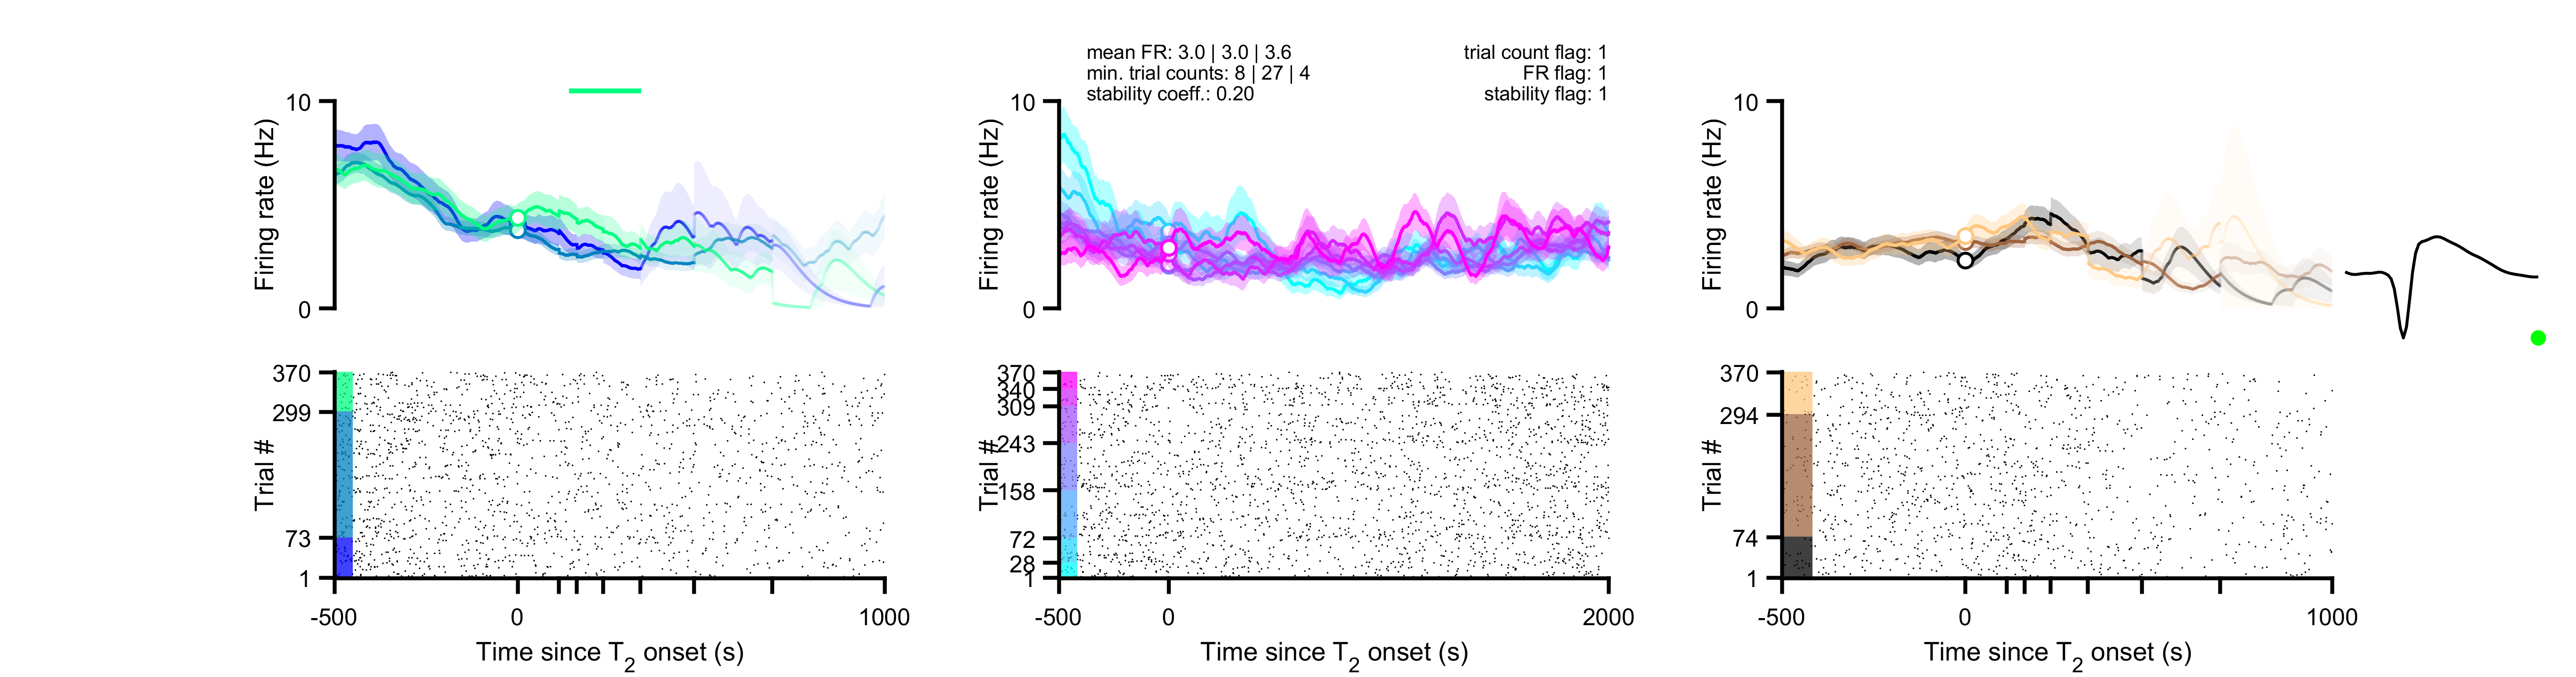 mean FR: 3.0 | 3.0 | 3.6
min. trial counts: 8 | 27 | 4
stability coeff.: 0.20
trial count flag: 1
FR flag: 1
stability flag: 1
10
0
Firing rate (Hz)
10
0
Firing rate (Hz)
10
0
Firing rate (Hz)
370
299
73
1
Trial #
-500
0
1000
Time since T2 onset (s)
370
340
309
243
158
72
28
1
Trial #
-500
0
2000
Time since T2 onset (s)
370
294
74
1
Trial #
-500
0
1000
Time since T2 onset (s)